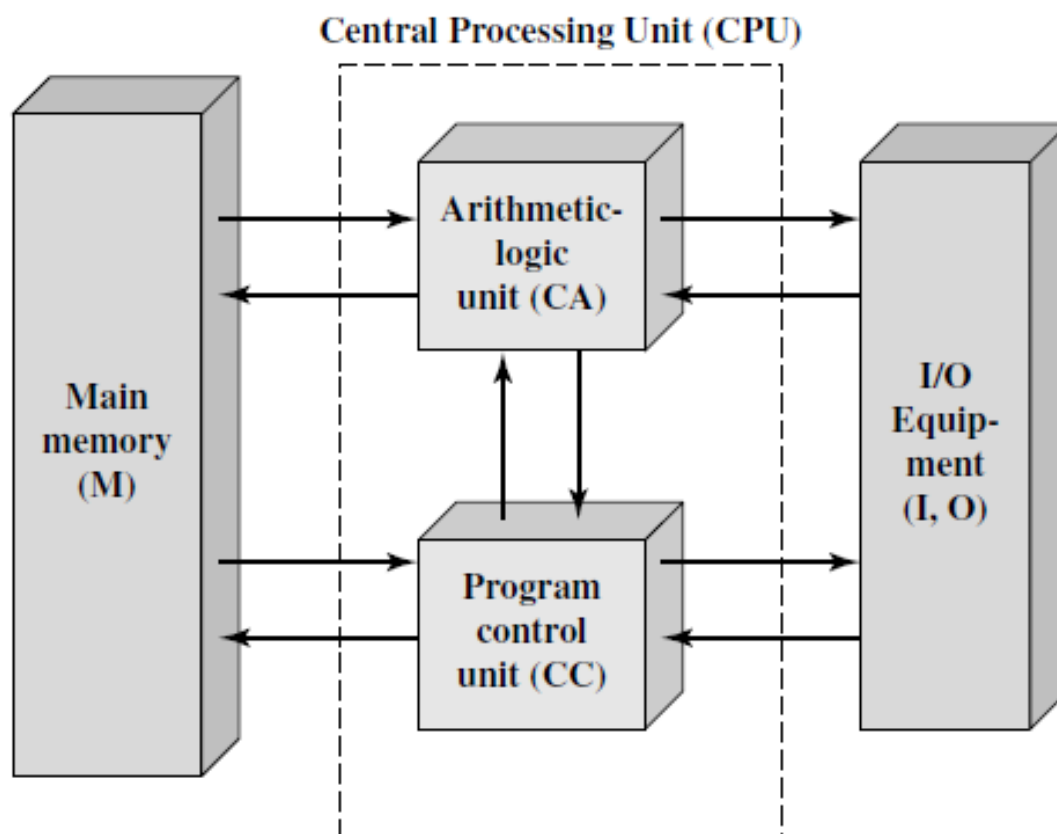 Central Processing Unit (CPU)
Arithmetic-
logic
unit (CA)
Main
memory
(M)
I/O
Equip-
ment
(I, O)
Program
control
unit (CC)